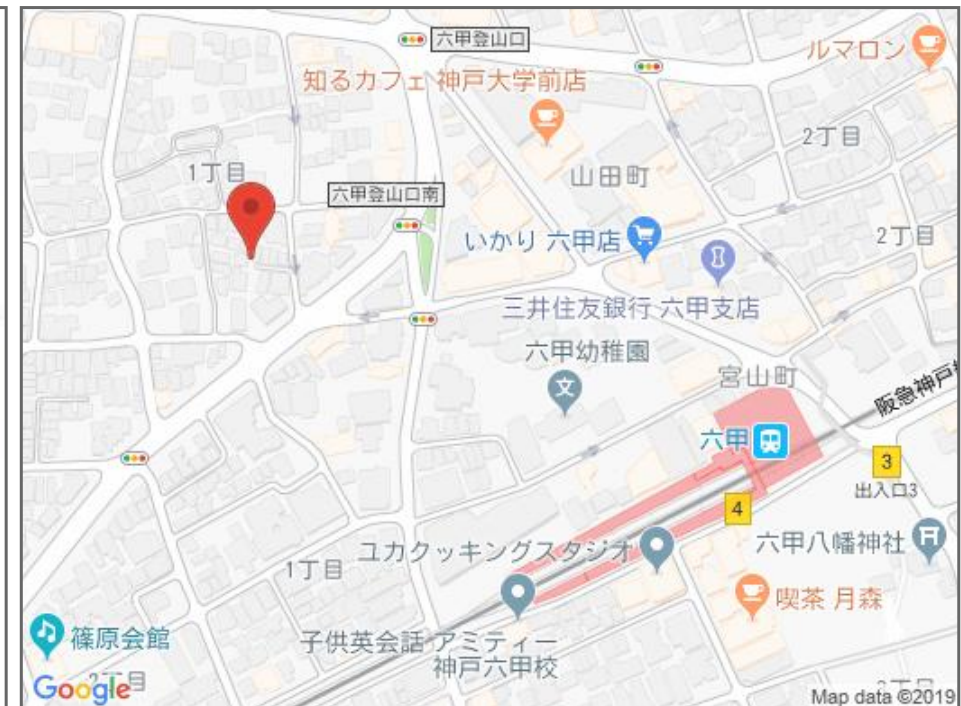 六甲登山口
ルマロン
知るカフェ 神戸大学前店
2丁目
1丁目
山田町
六甲登山口南
いかり 六甲店
2丁目
三井住友銀行 六甲支店
六甲幼稚園
文
宮山町
阪急神戸
六甲
3
出入口3
4
六甲八幡神社
ユカクッキングスタジオ
1丁目
喫茶 月森
篠原会館
子供英会話 アミティー
神戸六甲校
Google
Map data ©2019